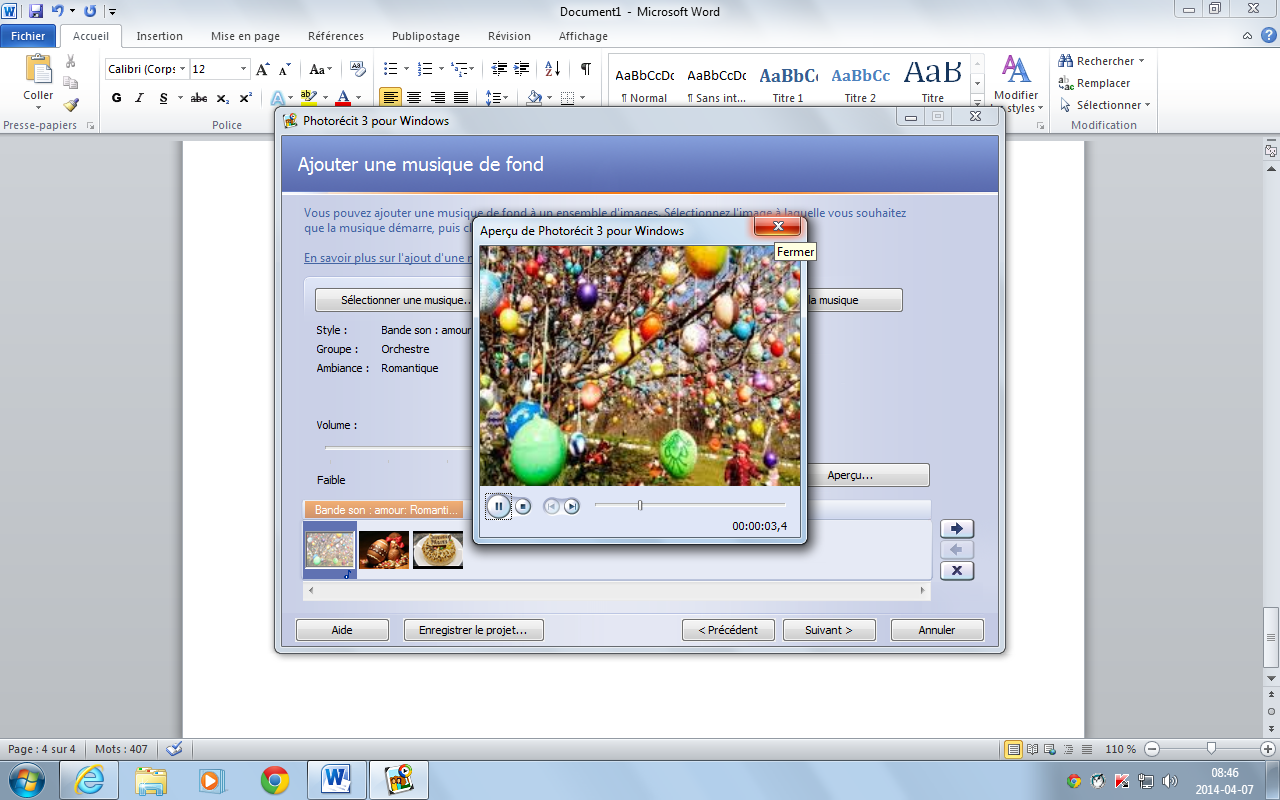 Document1 - Microsoft Word
Fichier Accueil Insertion Mise en page Références Publipostage Révision Affichage
Coller
Presse-papiers
Calibri (Corps 12
G I S abc x₂ x²
Police
AaBbCcDc AaBbCcDc AaBbCc AaBbCc AaB
¶ Normal ¶ Sans int... Titre 1 Titre 2 Titre
Modifier
les styles
Rechercher
Remplacer
Sélectionner
Modification
Photorécit 3 pour Windows
Ajouter une musique de fond
Vous pouvez ajouter une musique de fond à un ensemble d'images. Sélectionnez l'image à laquelle vous souhaitez
que la musique démarre, puis cl
En savoir plus sur l'ajout d'une m
Sélectionner une musique... la musique
Style : Bande son : amour
Groupe : Orchestre
Ambiance : Romantique
Volume :
Faible
Aperçu...
Aperçu de Photorécit 3 pour Windows
Fermer
00:00:03,4
Bande son : amour: Romanti...
Aide Enregistrer le projet... < Précédent Suivant > Annuler
Page : 4 sur 4 Mots : 407 110 %
08:46
2014-04-07